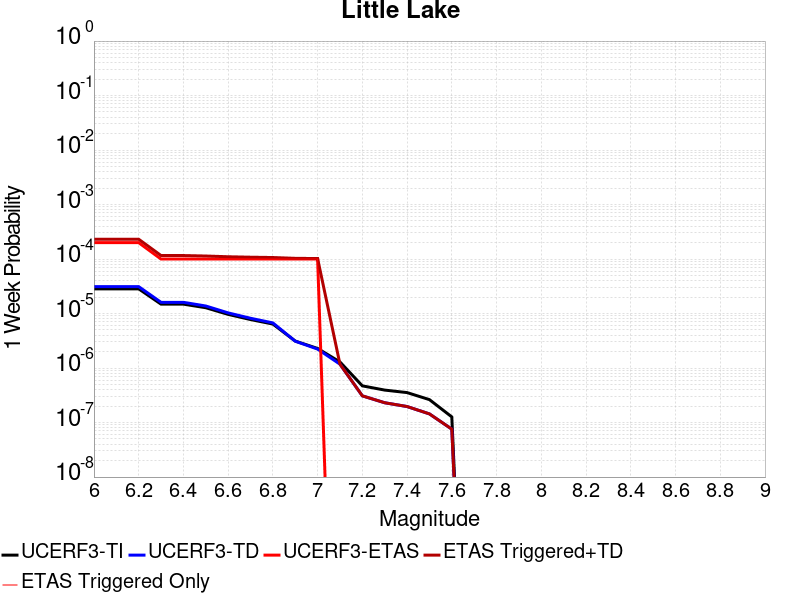 Little Lake
10^0
10^-1
10^-2
10^-3
10^-4
10^-5
10^-6
10^-7
10^-8
1 Week Probability
6 6.2 6.4 6.6 6.8 7 7.2 7.4 7.6 7.8 8 8.2 8.4 8.6 8.8 9
Magnitude
UCERF3-TI UCERF3-TD UCERF3-ETAS ETAS Triggered+TD
ETAS Triggered Only